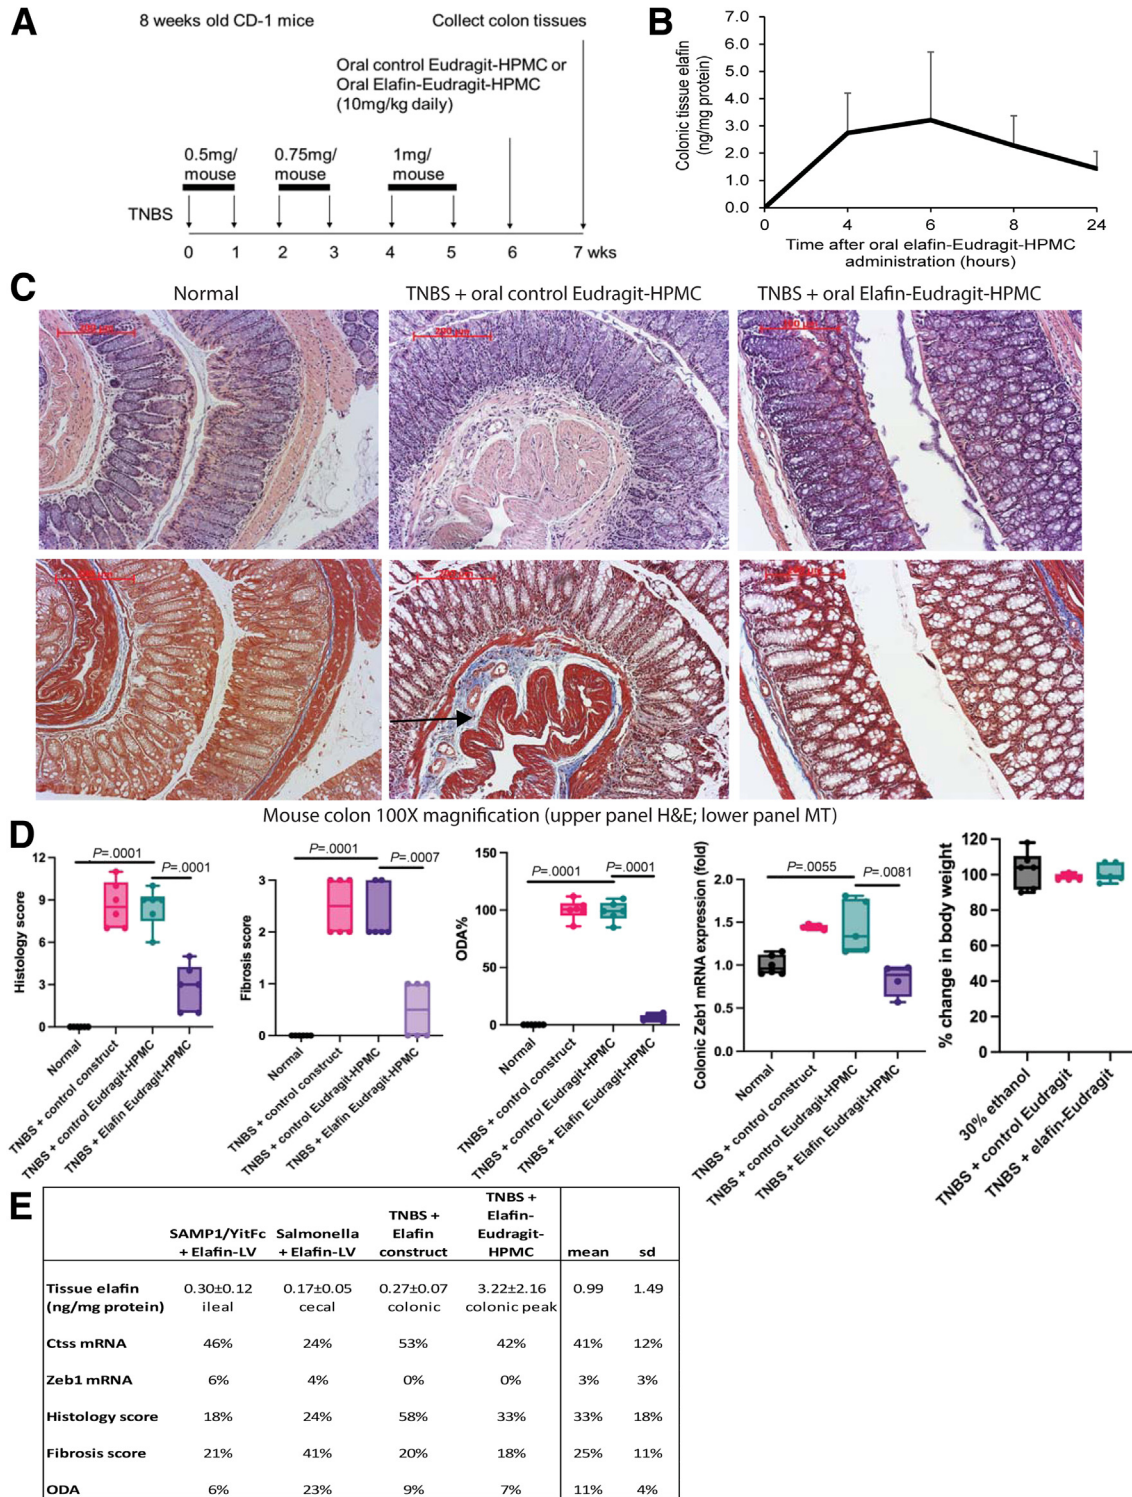 A
8 weeks old CD-1 mice
Collect colon tissues
Oral control Eudragit-HPMC or
Oral Elafin-Eudragit-HPMC
(10mg/kg daily)
0.5mg/
mouse
0.75mg/
mouse
1mg/
mouse
TNBS
0 1 2 3 4 5 6 7 wks
B
Colonic tissue elafin
(ng/mg protein)
7.0
6.0
5.0
4.0
3.0
2.0
1.0
0.0
0 4 6 8 24
Time after oral elafin-Eudragit-HPMC
administration (hours)
C
Normal
TNBS + oral control Eudragit-HPMC
TNBS + oral Elafin-Eudragit-HPMC
200 µm
200 µm
200 µm
200 µm
200 µm
Mouse colon 100X magnification (upper panel H&E; lower panel MT)
D
Histology score
12
9
6
3
0
P=.0001
P=.0001
Normal
TNBS + control construct
TNBS + control Eudragit-HPMC
TNBS + Elafin Eudragit-HPMC
Fibrosis score
3
2
1
0
P=.0001
P=.0007
Normal
TNBS + control construct
TNBS + control Eudragit-HPMC
TNBS + Elafin Eudragit-HPMC
ODA%
150
100
50
0
P=.0001
P=.0001
Normal
TNBS + control construct
TNBS + control Eudragit-HPMC
TNBS + Elafin Eudragit-HPMC
Colonic Zeb1 mRNA expression (fold)
2.0
1.5
1.0
0.5
0.0
P=.0055
P=.0081
Normal
TNBS + control construct
TNBS + control Eudragit-HPMC
TNBS + Elafin Eudragit-HPMC
% change in body weight
120
100
80
60
40
20
0
30% ethanol
TNBS + control Eudragit
TNBS + elafin-Eudragit
E
SAMP1/YitFc
+ Elafin-LV
Salmonella
+ Elafin-LV
TNBS +
Elafin
construct
TNBS +
Elafin-
Eudragit-
HPMC
mean
sd
Tissue elafin 0.30±0.12 0.17±0.05 0.27±0.07 3.22±2.16 0.99 1.49
(ng/mg protein) ileal cecal colonic colonic peak
Ctss mRNA 46% 24% 53% 42% 41% 12%
Zeb1 mRNA 6% 4% 0% 0% 3% 3%
Histology score 18% 24% 58% 33% 33% 18%
Fibrosis score 21% 41% 20% 18% 25% 11%
ODA 6% 23% 9% 7% 11% 4%